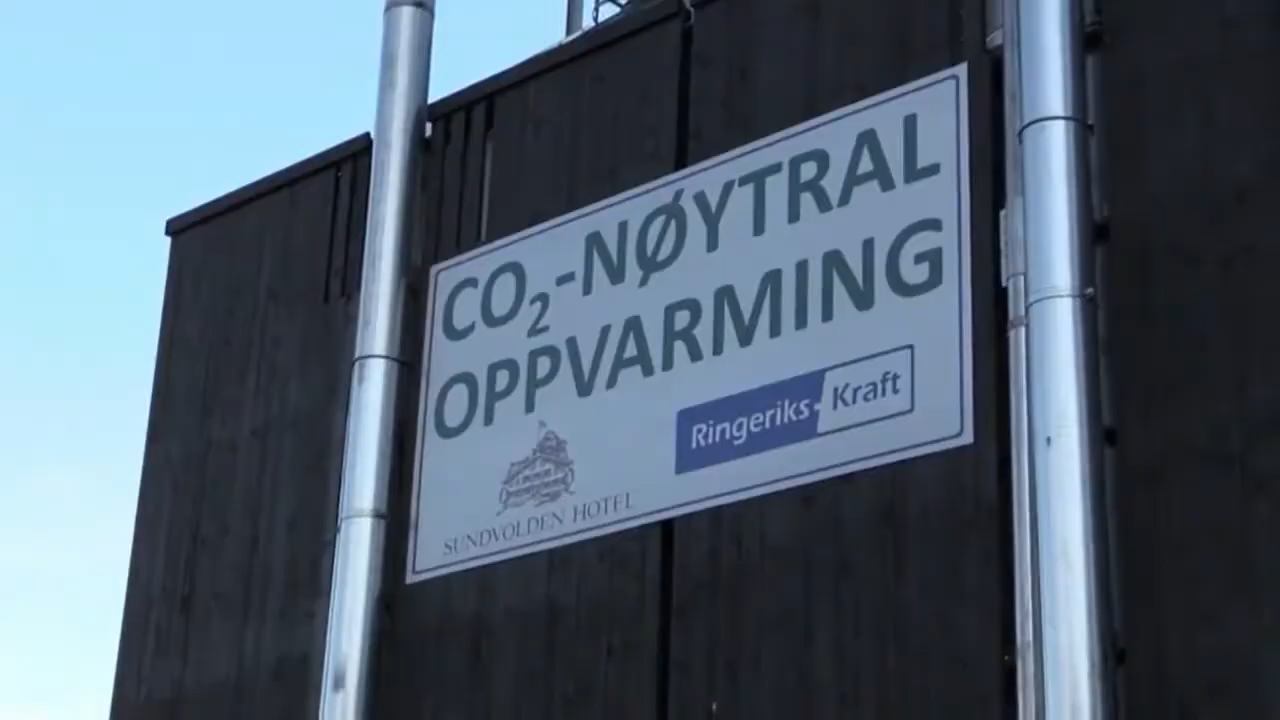 CO₂-NØYTRAL
OPPVARMING
Ringeriks-Kraft
SUNDVOLDEN HOTEL